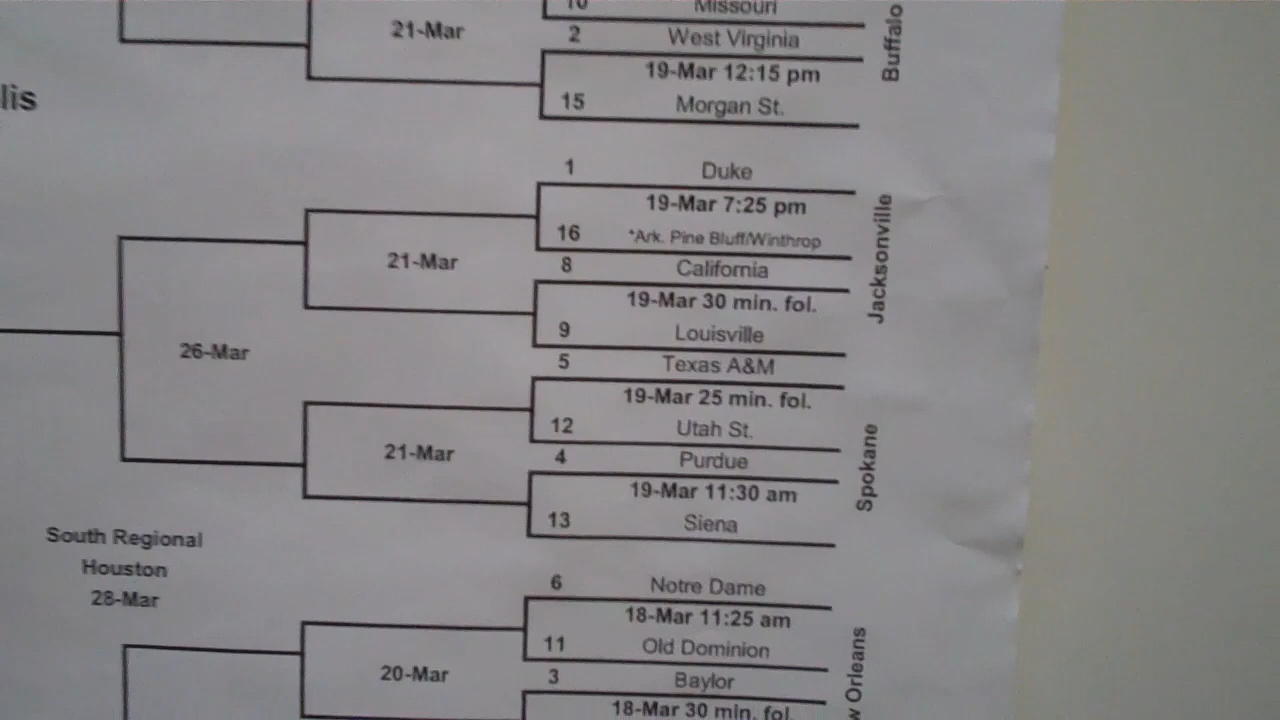 10 Missouri
21-Mar
2 West Virginia
19-Mar 12:15 pm
15 Morgan St.
Buffalo
lis
1 Duke
19-Mar 7:25 pm
16 *Ark. Pine Bluff/Winthrop
21-Mar
8 California
19-Mar 30 min. fol.
9 Louisville
Jacksonville
26-Mar
5 Texas A&M
19-Mar 25 min. fol.
12 Utah St.
21-Mar
4 Purdue
19-Mar 11:30 am
13 Siena
Spokane
South Regional
Houston
28-Mar
6 Notre Dame
18-Mar 11:25 am
11 Old Dominion
20-Mar
3 Baylor
18-Mar 30 min. fol.
w Orleans